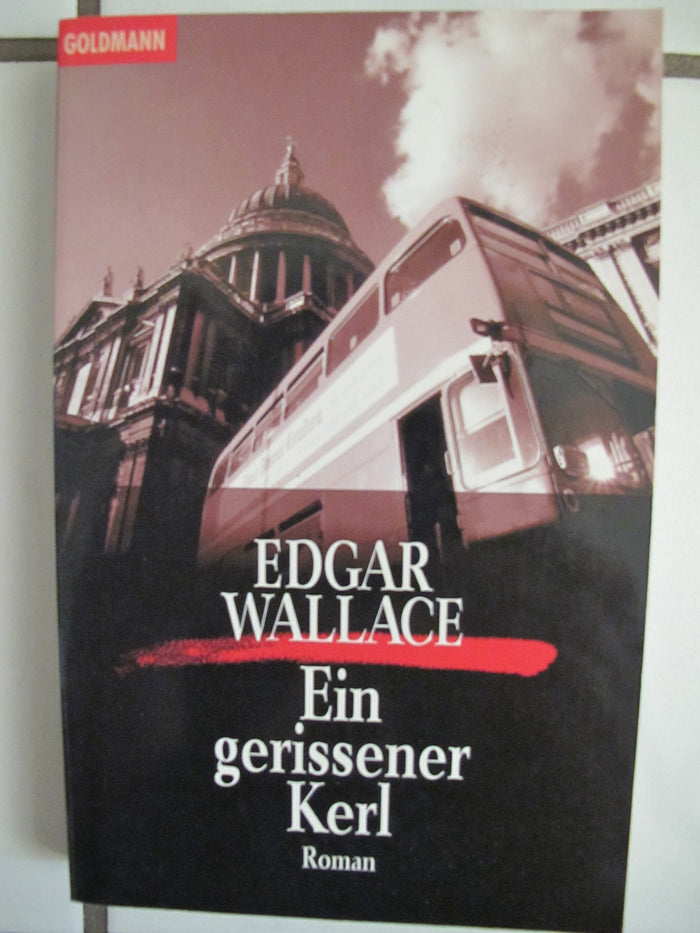 GOLDMANN
EDGAR
WALLACE
Ein
gerissener
Kerl
Roman